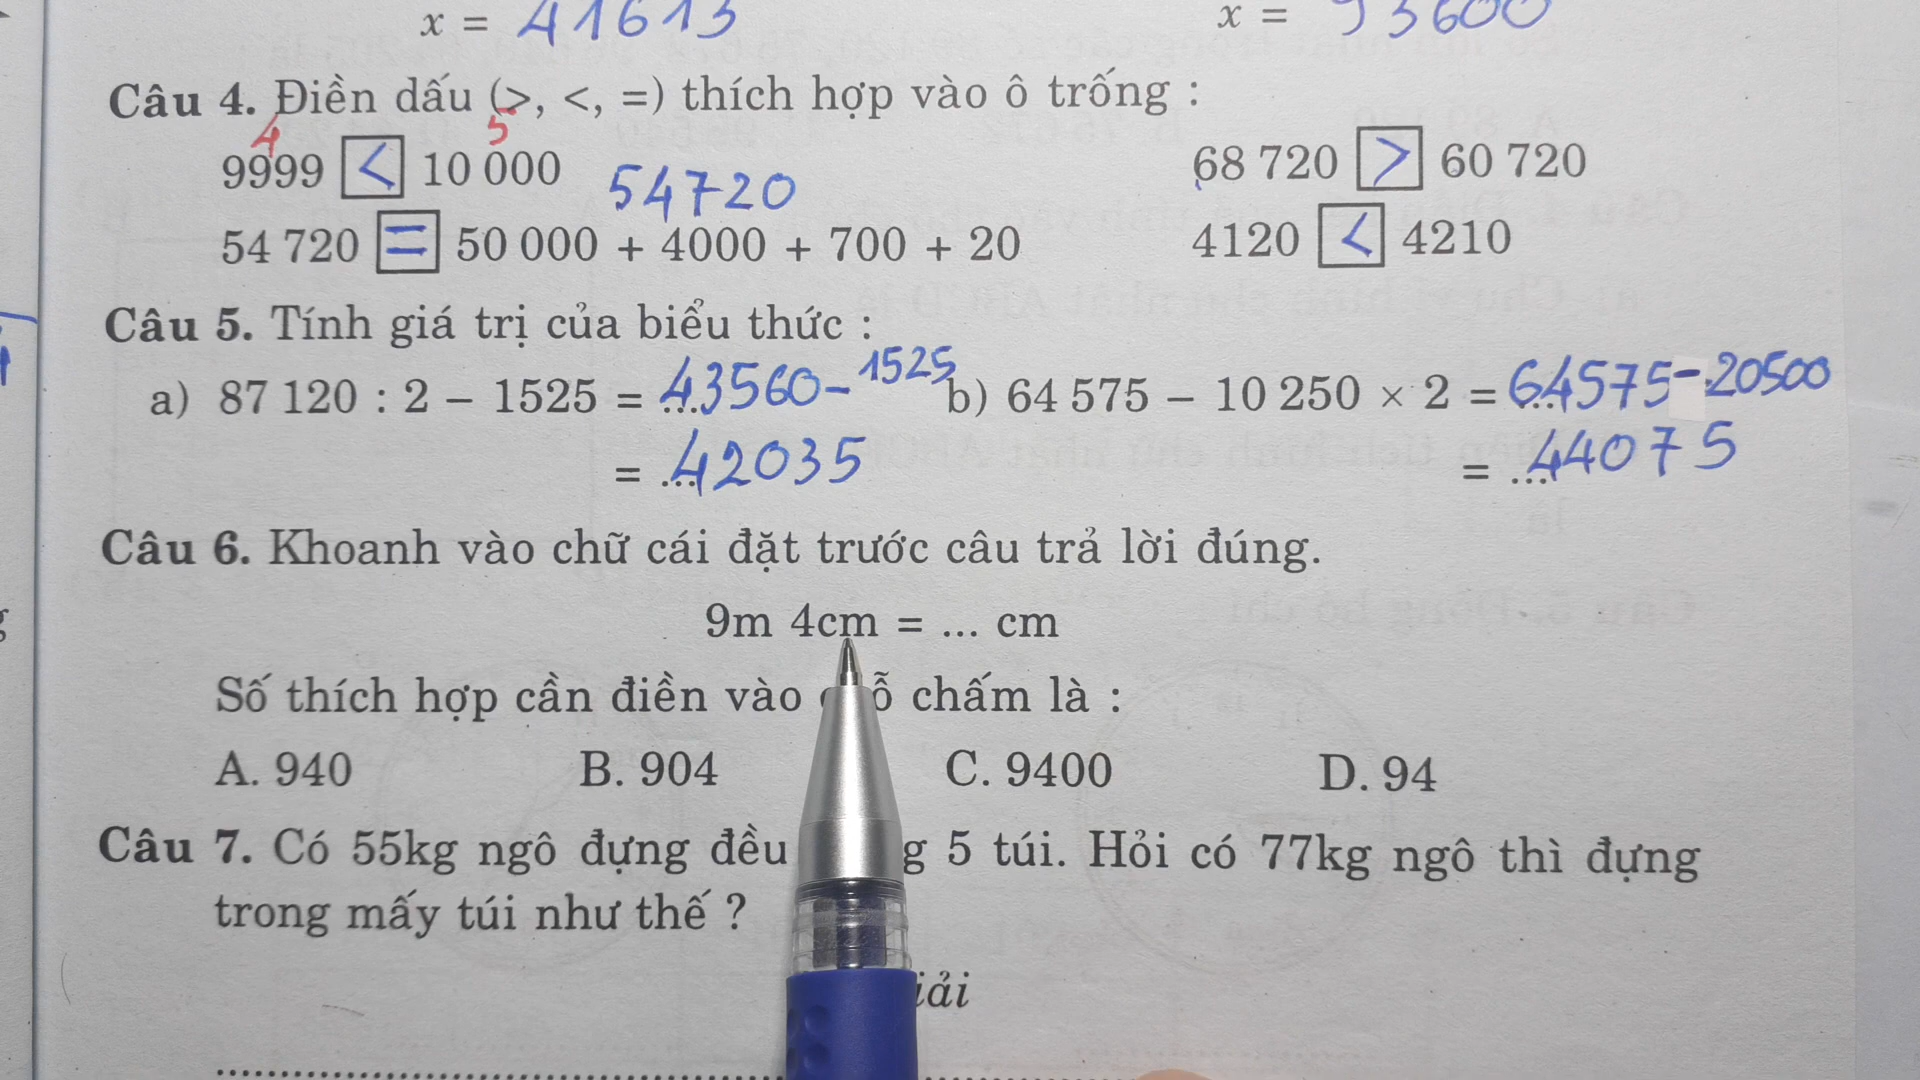 x = 41613
x = 93600
Câu 4. Điền dấu (>, <, =) thích hợp vào ô trống :
4 5
9999 < 10 000
68 720 > 60 720
54720
54 720 = 50 000 + 4000 + 700 + 20
4120 < 4210
Câu 5. Tính giá trị của biểu thức :
a) 87 120 : 2 – 1525 = ...43560 – 1525
b) 64 575 – 10 250 × 2 = ...64575 – 20500
= ...42035
= ...44075
Câu 6. Khoanh vào chữ cái đặt trước câu trả lời đúng.
9m 4cm = ... cm
Số thích hợp cần điền vào chấm là :
A. 940 B. 904 C. 9400 D. 94
Câu 7. Có 55kg ngô đựng đều 5 túi. Hỏi có 77kg ngô thì đựng
trong mấy túi như thế ?